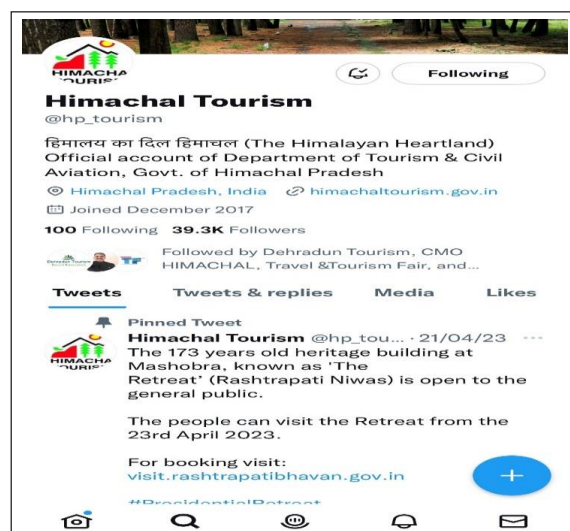 HIMACHA
Following
Himachal Tourism
@hp_tourism
हिमालय का दिल हिमाचल (The Himalayan Heartland)
Official account of Department of Tourism & Civil
Aviation, Govt. of Himachal Pradesh
Himachal Pradesh, India himachaltourism.gov.in
Joined December 2017
100 Following 39.3K Followers
Followed by Dehradun Tourism, CMO
HIMACHAL, Travel &Tourism Fair, and...
Tweets Tweets & replies Media Likes
Pinned Tweet
Himachal Tourism @hp_tou... · 21/04/23 ...
HIMACHA
The 173 years old heritage building at
Mashobra, known as 'The
Retreat’ (Rashtrapati Niwas) is open to the
general public.
The people can visit the Retreat from the
23rd April 2023.
For booking visit:
visit.rashtrapatibhavan.gov.in
#PresidentialRetreat